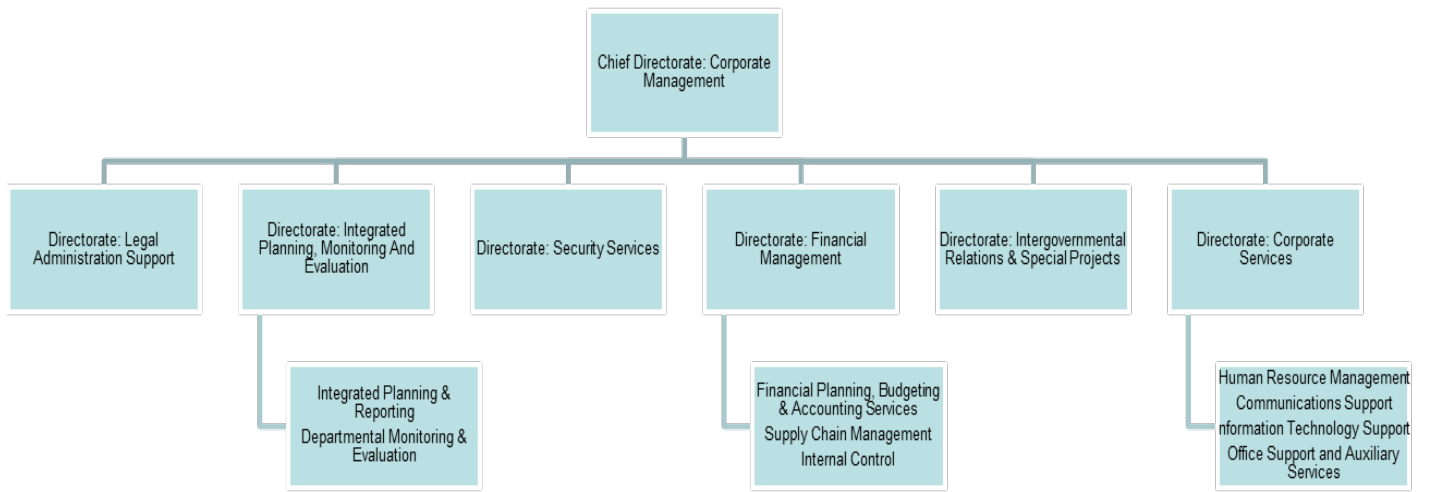 Chief Directorate: Corporate
Management
Directorate: Legal
Administration Support
Directorate: Integrated
Planning, Monitoring And
Evaluation
Directorate: Security Services
Directorate: Financial
Management
Directorate: Intergovernmental
Relations & Special Projects
Directorate: Corporate
Services
Integrated Planning &
Reporting
Departmental Monitoring &
Evaluation
Financial Planning, Budgeting
& Accounting Services
Supply Chain Management
Internal Control
Human Resource Management
Communications Support
nformation Technology Support
Office Support and Auxiliary
Services